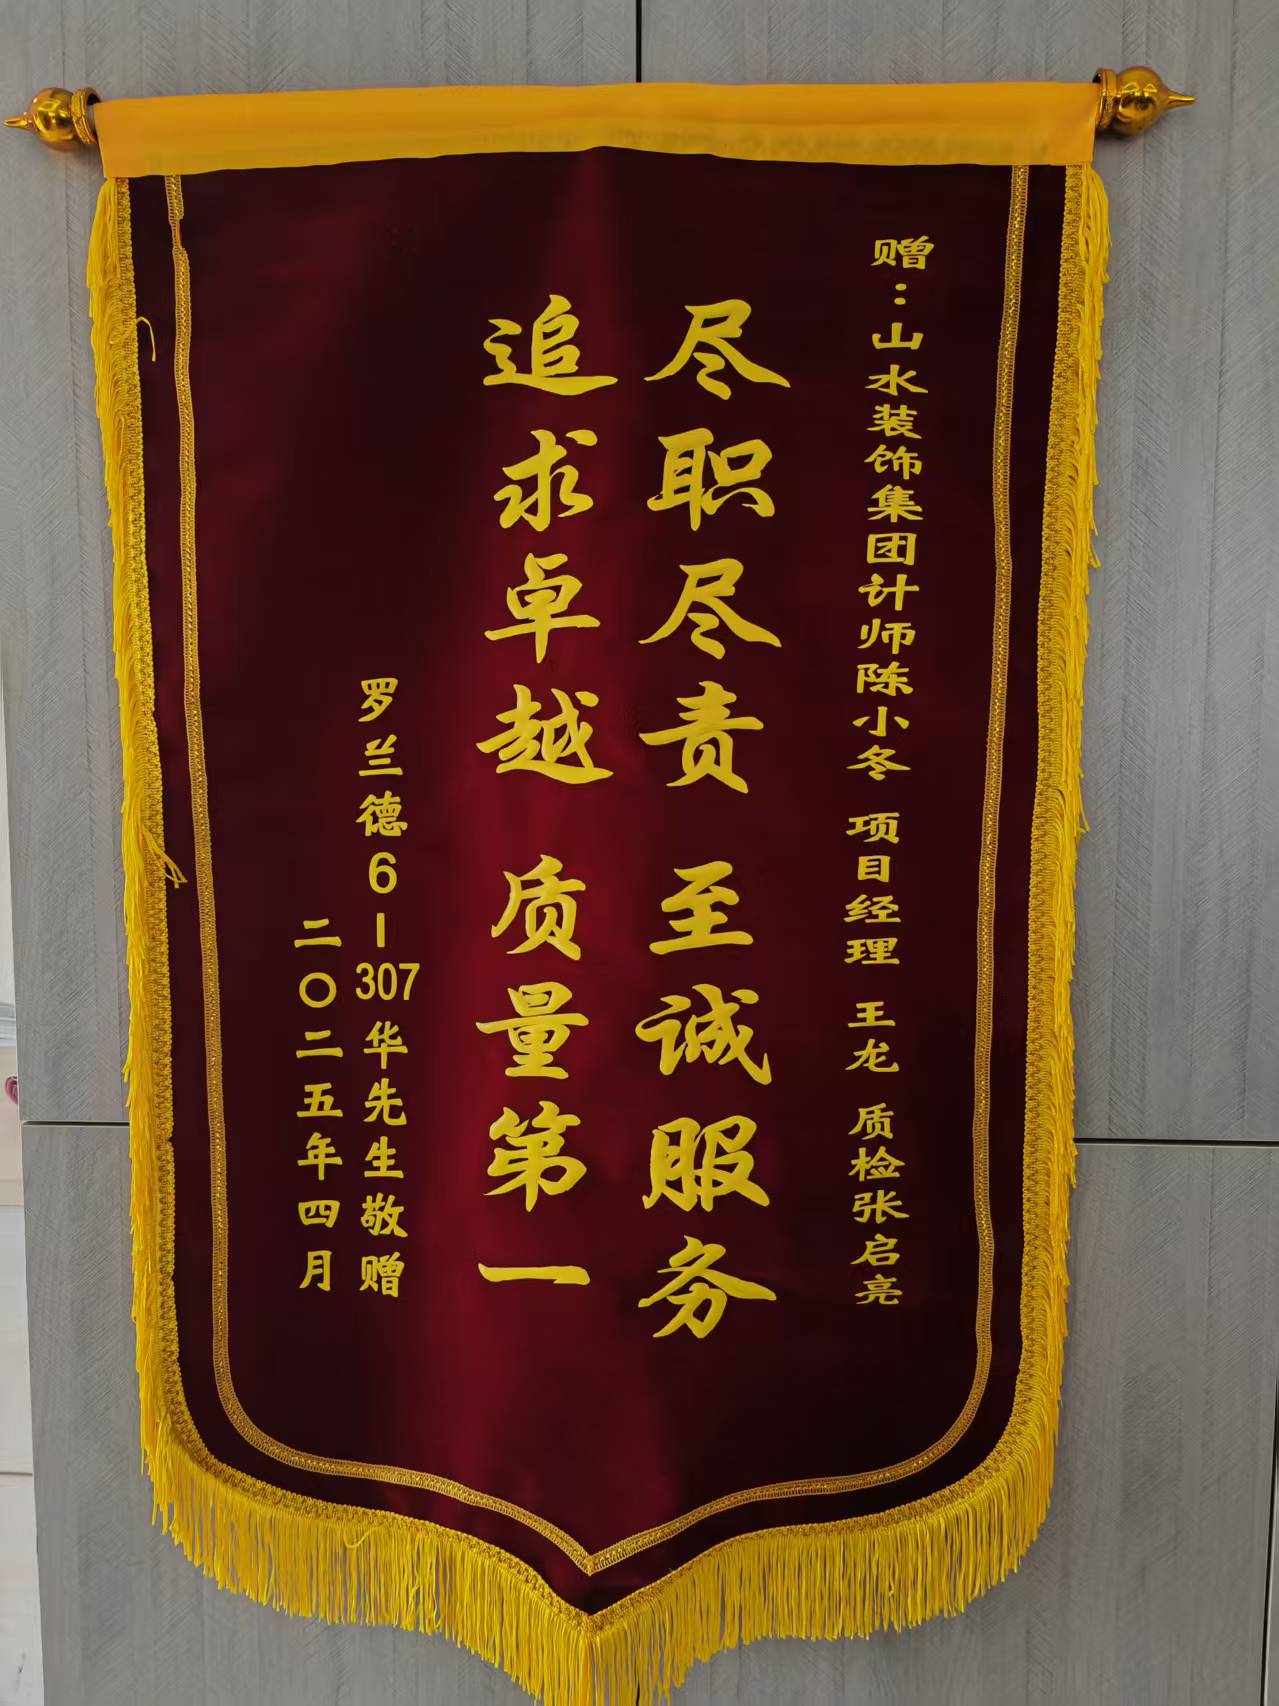 赠：山水装饰集团计师陈小冬 项目经理 王龙 质检张启亮
尽职尽责 至诚服务
追求卓越 质量第一
罗兰德6-307华先生敬赠
二〇二五年四月